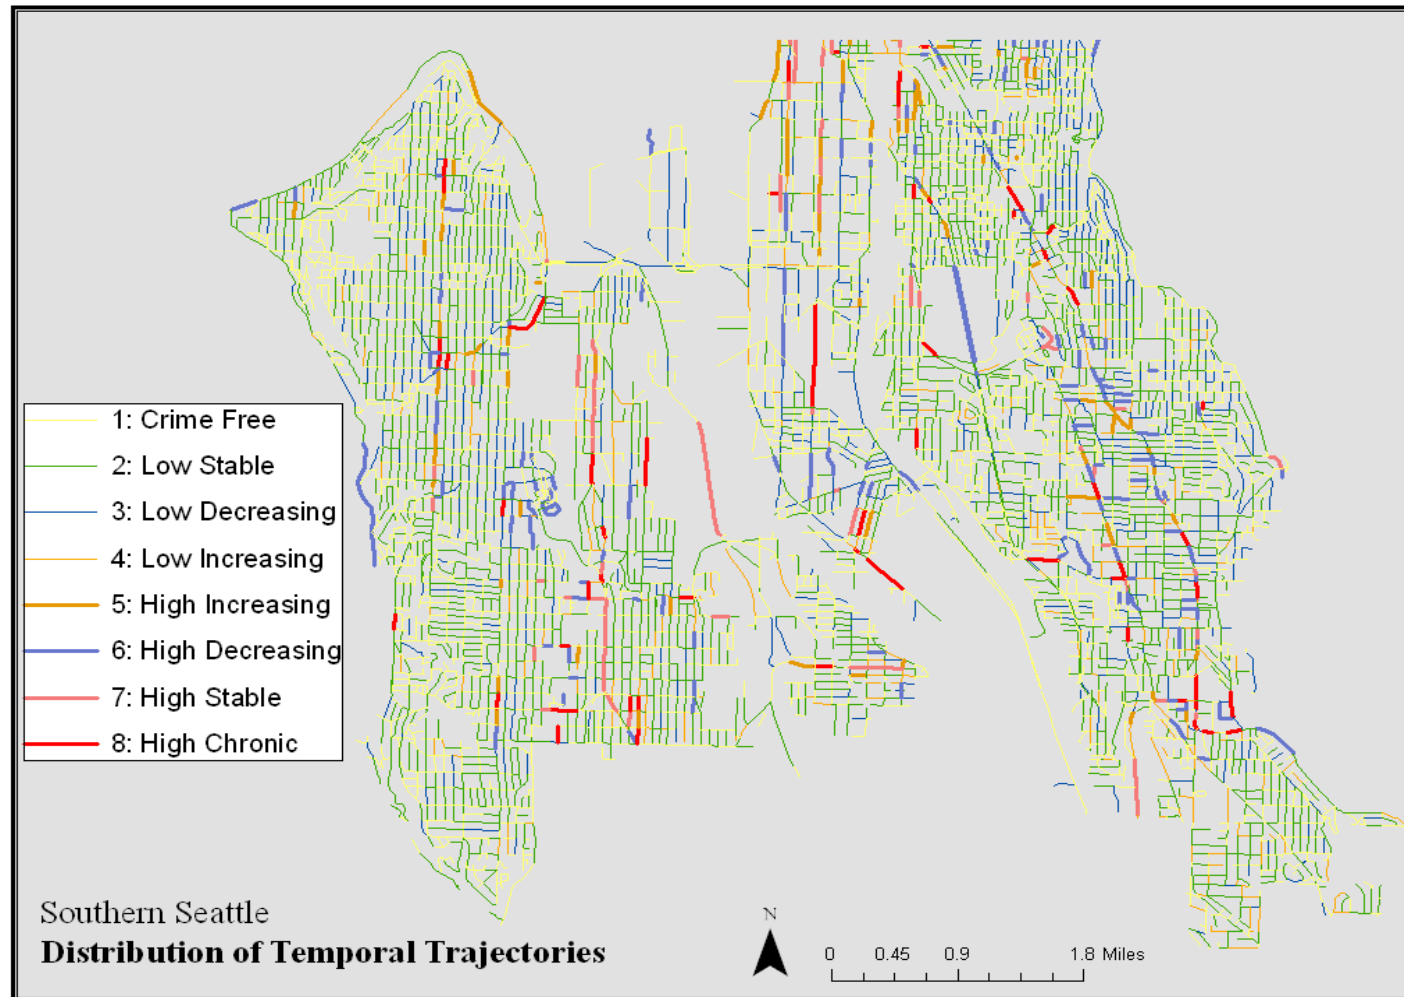 1: Crime Free
2: Low Stable
3: Low Decreasing
4: Low Increasing
5: High Increasing
6: High Decreasing
7: High Stable
8: High Chronic
Southern Seattle
Distribution of Temporal Trajectories
N
0 0.45 0.9 1.8 Miles